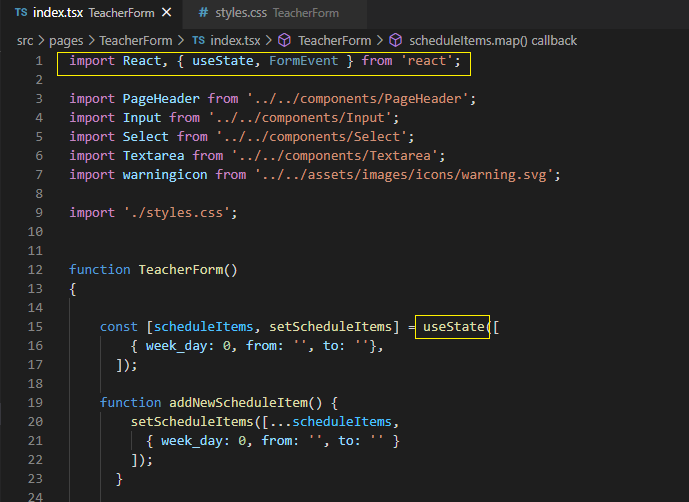 TS index.tsx TeacherForm ✕ # styles.css TeacherForm
src > pages > TeacherForm > TS index.tsx > TeacherForm > scheduleItems.map() callback
1 import React, { useState, FormEvent } from 'react';
2
3 import PageHeader from '../../components/PageHeader';
4 import Input from '../../components/Input';
5 import Select from '../../components/Select';
6 import Textarea from '../../components/Textarea';
7 import warningicon from '../../assets/images/icons/warning.svg';
8
9 import './styles.css';
10
11
12 function TeacherForm()
13 {
14
15 const [scheduleItems, setScheduleItems] = useState([
16 { week_day: 0, from: '', to: ''},
17 ]);
18
19 function addNewScheduleItem() {
20 setScheduleItems([...scheduleItems,
21 { week_day: 0, from: '', to: '' }
22 ]);
23 }
24